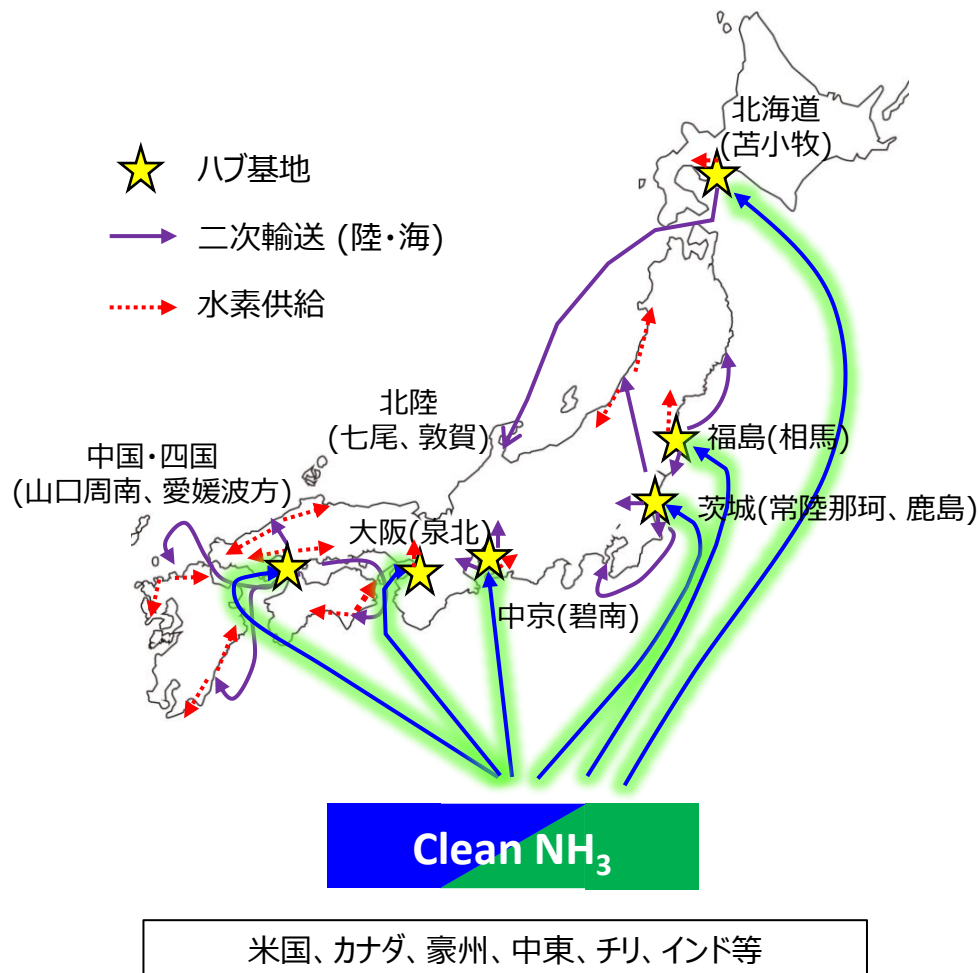 北海道
(苫小牧)
ハブ基地
二次輸送 (陸・海)
水素供給
北陸
(七尾、敦賀)
福島(相馬)
中国・四国
(山口周南、愛媛波方)
大阪(泉北)
茨城(常陸那珂、鹿島)
中京(碧南)
Clean NH₃
米国、カナダ、豪州、中東、チリ、インド等